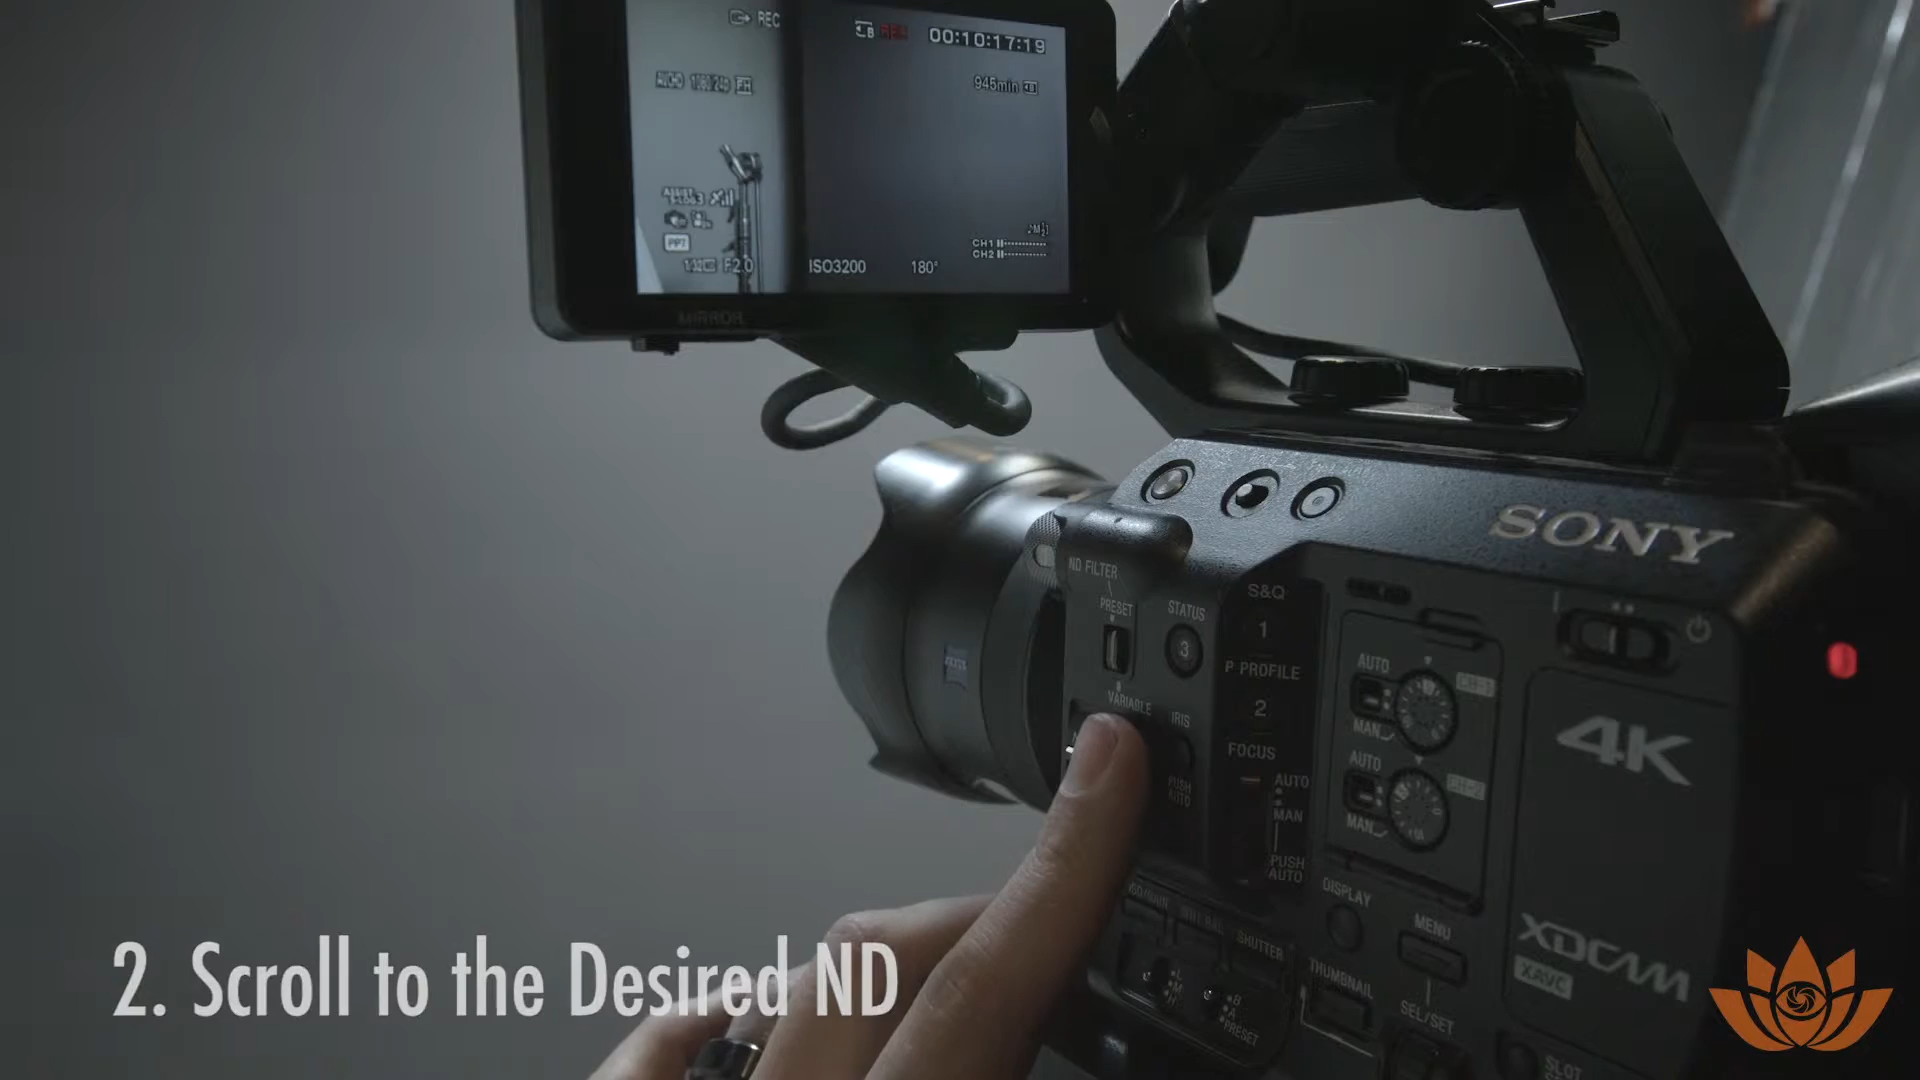 REC
00:10:17:19
945min
PP7
F2.0
ISO3200
180°
CH1
CH2
MIRROR
SONY
ND FILTER
PRESET
STATUS
3
VARIABLE
IRIS
PUSH
AUTO
S&Q
1
P PROFILE
2
FOCUS
AUTO
MAN
PUSH
AUTO
AUTO
MAN
AUTO
MAN
4K
DISPLAY
MENU
XDCAM
XAVC
SHUTTER
THUMBNAIL
SEL/SET
L
M
H
B
A
PRESET
SLOT
2. Scroll to the Desired ND